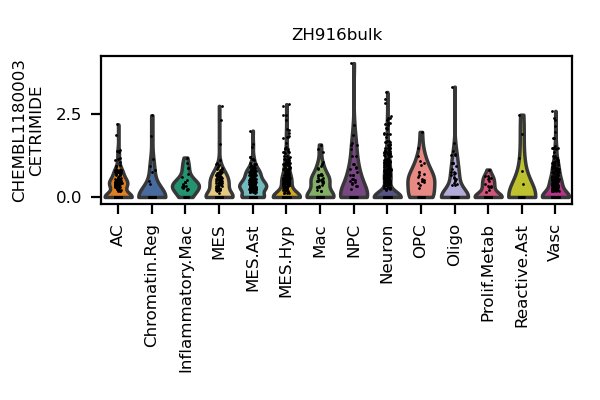 ZH916bulk
CHEMBL1180003
CETRIMIDE
2.5
0.0
AC
Chromatin.Reg
Inflammatory.Mac
MES
MES.Ast
MES.Hyp
Mac
NPC
Neuron
OPC
Oligo
Prolif.Metab
Reactive.Ast
Vasc